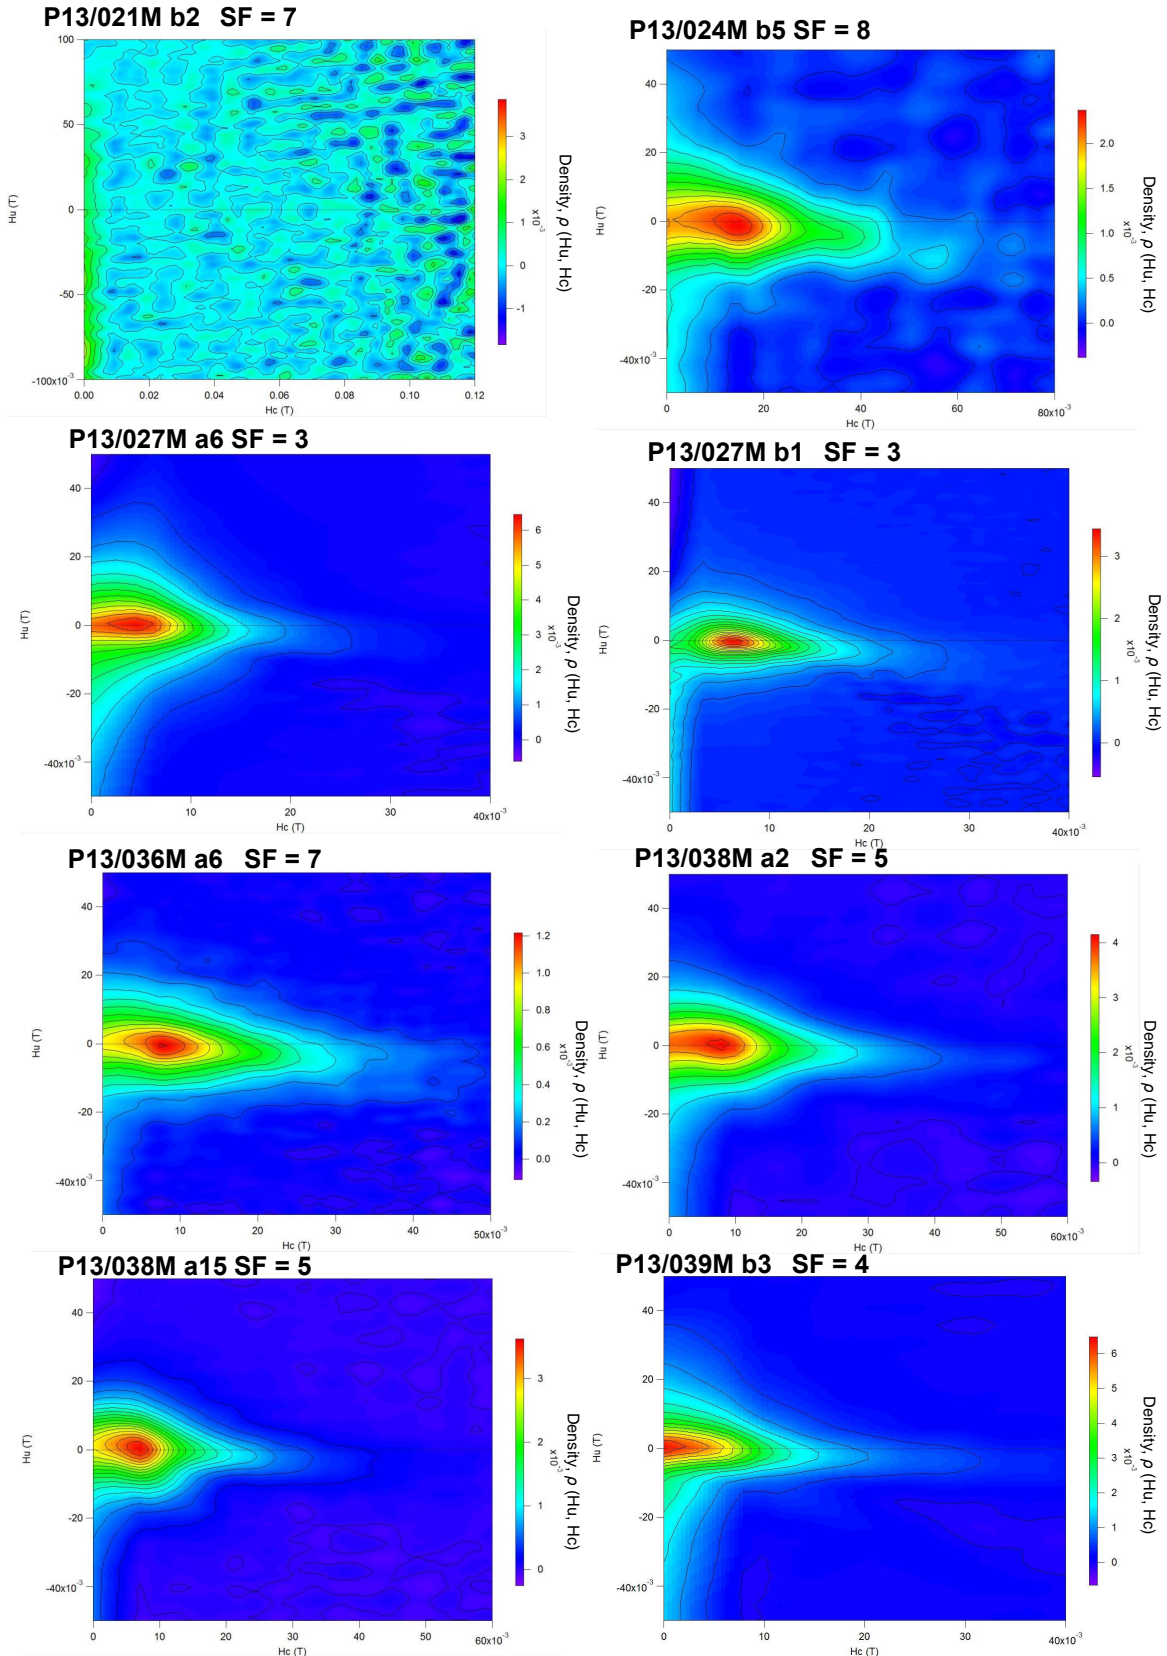 P13/021M b2 SF = 7
100
50
0
-50
-100x10⁻³
Hu (T)
0.00 0.02 0.04 0.06 0.08 0.10 0.12
Hc (T)
3
2
1
0
-1
x10⁻³
Density, ρ (Hu, Hc)
P13/024M b5 SF = 8
40
20
0
-20
-40x10⁻³
Hu (T)
0 20 40 60 80x10⁻³
Hc (T)
2.0
1.5
1.0
0.5
0.0
x10⁻³
Density, ρ (Hu, Hc)
P13/027M a6 SF = 3
40
20
0
-20
-40x10⁻³
Hu (T)
0 10 20 30 40x10⁻³
Hc (T)
6
5
4
3
2
1
0
x10⁻³
Density, ρ (Hu, Hc)
P13/027M b1 SF = 3
40
20
0
-20
-40x10⁻³
Hu (T)
0 10 20 30 40x10⁻³
Hc (T)
3
2
1
0
x10⁻³
Density, ρ (Hu, Hc)
P13/036M a6 SF = 7
40
20
0
-20
-40x10⁻³
Hu (T)
0 10 20 30 40 50x10⁻³
Hc (T)
1.2
1.0
0.8
0.6
0.4
0.2
0.0
x10⁻³
Density, ρ (Hu, Hc)
P13/038M a2 SF = 5
40
20
0
-20
-40x10⁻³
Hu (T)
0 10 20 30 40 50 60x10⁻³
Hc (T)
4
3
2
1
0
x10⁻³
Density, ρ (Hu, Hc)
P13/038M a15 SF = 5
40
20
0
-20
-40x10⁻³
Hu (T)
0 10 20 30 40 50 60x10⁻³
Hc (T)
3
2
1
0
x10⁻³
Density, ρ (Hu, Hc)
P13/039M b3 SF = 4
40
20
0
-20
-40x10⁻³
Hu (T)
0 10 20 30 40x10⁻³
Hc (T)
6
5
4
3
2
1
0
x10⁻³
Density, ρ (Hu, Hc)